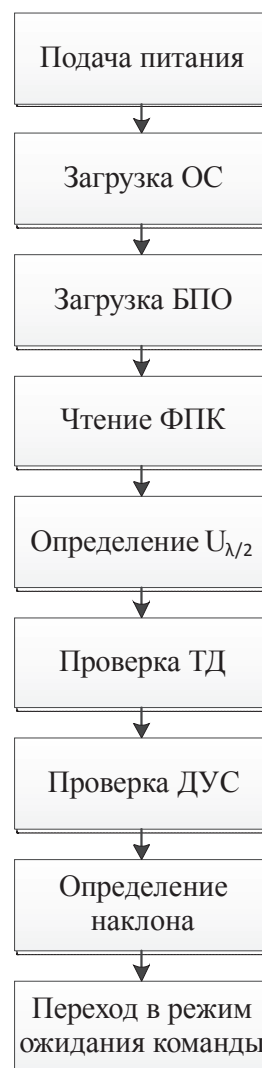 Подача питания
Загрузка ОС
Загрузка БПО
Чтение ФПК
Определение U_λ/2
Проверка ТД
Проверка ДУС
Определение
наклона
Переход в режим
ожидания команды